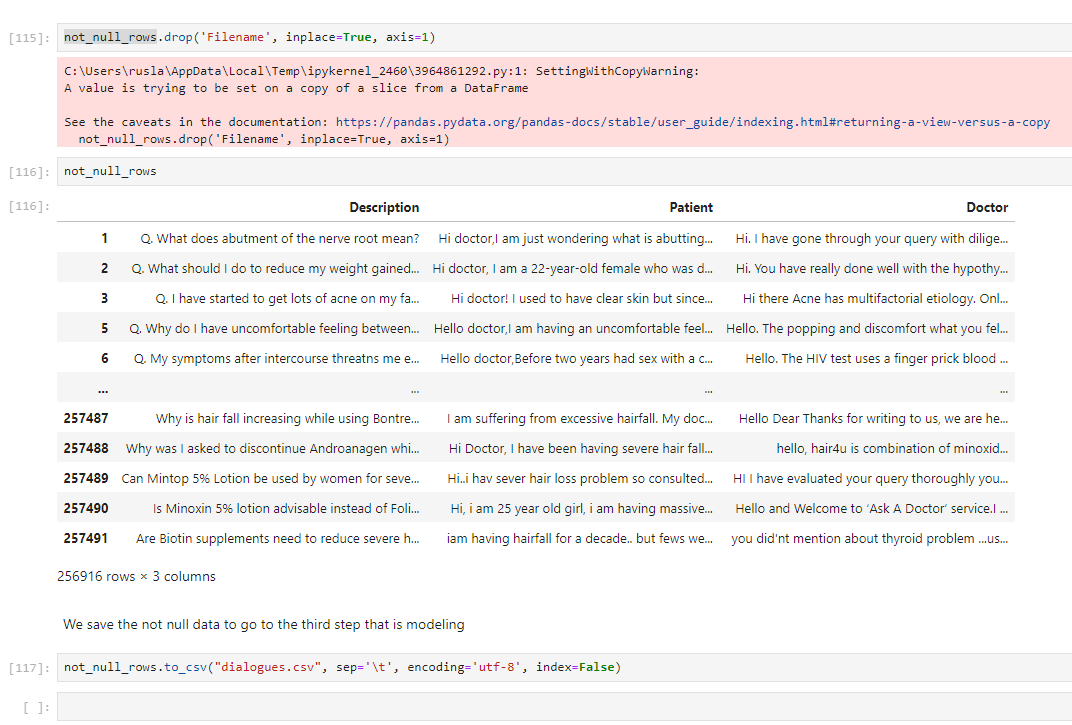 [115]: not_null_rows.drop('Filename', inplace=True, axis=1)
C:\Users\rusla\AppData\Local\Temp\ipykernel_2460\3964861292.py:1: SettingWithCopyWarning:
A value is trying to be set on a copy of a slice from a DataFrame
See the caveats in the documentation: https://pandas.pydata.org/pandas-docs/stable/user_guide/indexing.html#returning-a-view-versus-a-copy
not_null_rows.drop('Filename', inplace=True, axis=1)
[116]: not_null_rows
[116]: Description Patient Doctor
1 Q. What does abutment of the nerve root mean? Hi doctor,I am just wondering what is abutting... Hi. I have gone through your query with dilige...
2 Q. What should I do to reduce my weight gained... Hi doctor, I am a 22-year-old female who was d... Hi. You have really done well with the hypothy...
3 Q. I have started to get lots of acne on my fa... Hi doctor! I used to have clear skin but since... Hi there Acne has multifactorial etiology. Onl...
5 Q. Why do I have uncomfortable feeling between... Hello doctor,I am having an uncomfortable feel... Hello. The popping and discomfort what you fel...
6 Q. My symptoms after intercourse threatns me e... Hello doctor,Before two years had sex with a c... Hello. The HIV test uses a finger prick blood ...
... ... ... ...
257487 Why is hair fall increasing while using Bontre... I am suffering from excessive hairfall. My doc... Hello Dear Thanks for writing to us, we are he...
257488 Why was I asked to discontinue Androanagen whi... Hi Doctor, I have been having severe hair fall... hello, hair4u is combination of minoxid...
257489 Can Mintop 5% Lotion be used by women for seve... Hi..i hav sever hair loss problem so consulted... HI I have evaluated your query thoroughly you...
257490 Is Minoxin 5% lotion advisable instead of Foli... Hi, i am 25 year old girl, i am having massive... Hello and Welcome to ‘Ask A Doctor’ service.I ...
257491 Are Biotin supplements need to reduce severe h... iam having hairfall for a decade.. but fews we... you did'nt mention about thyroid problem ...us...
256916 rows × 3 columns
We save the not null data to go to the third step that is modeling
[117]: not_null_rows.to_csv("dialogues.csv", sep='\t', encoding='utf-8', index=False)
[ ]: